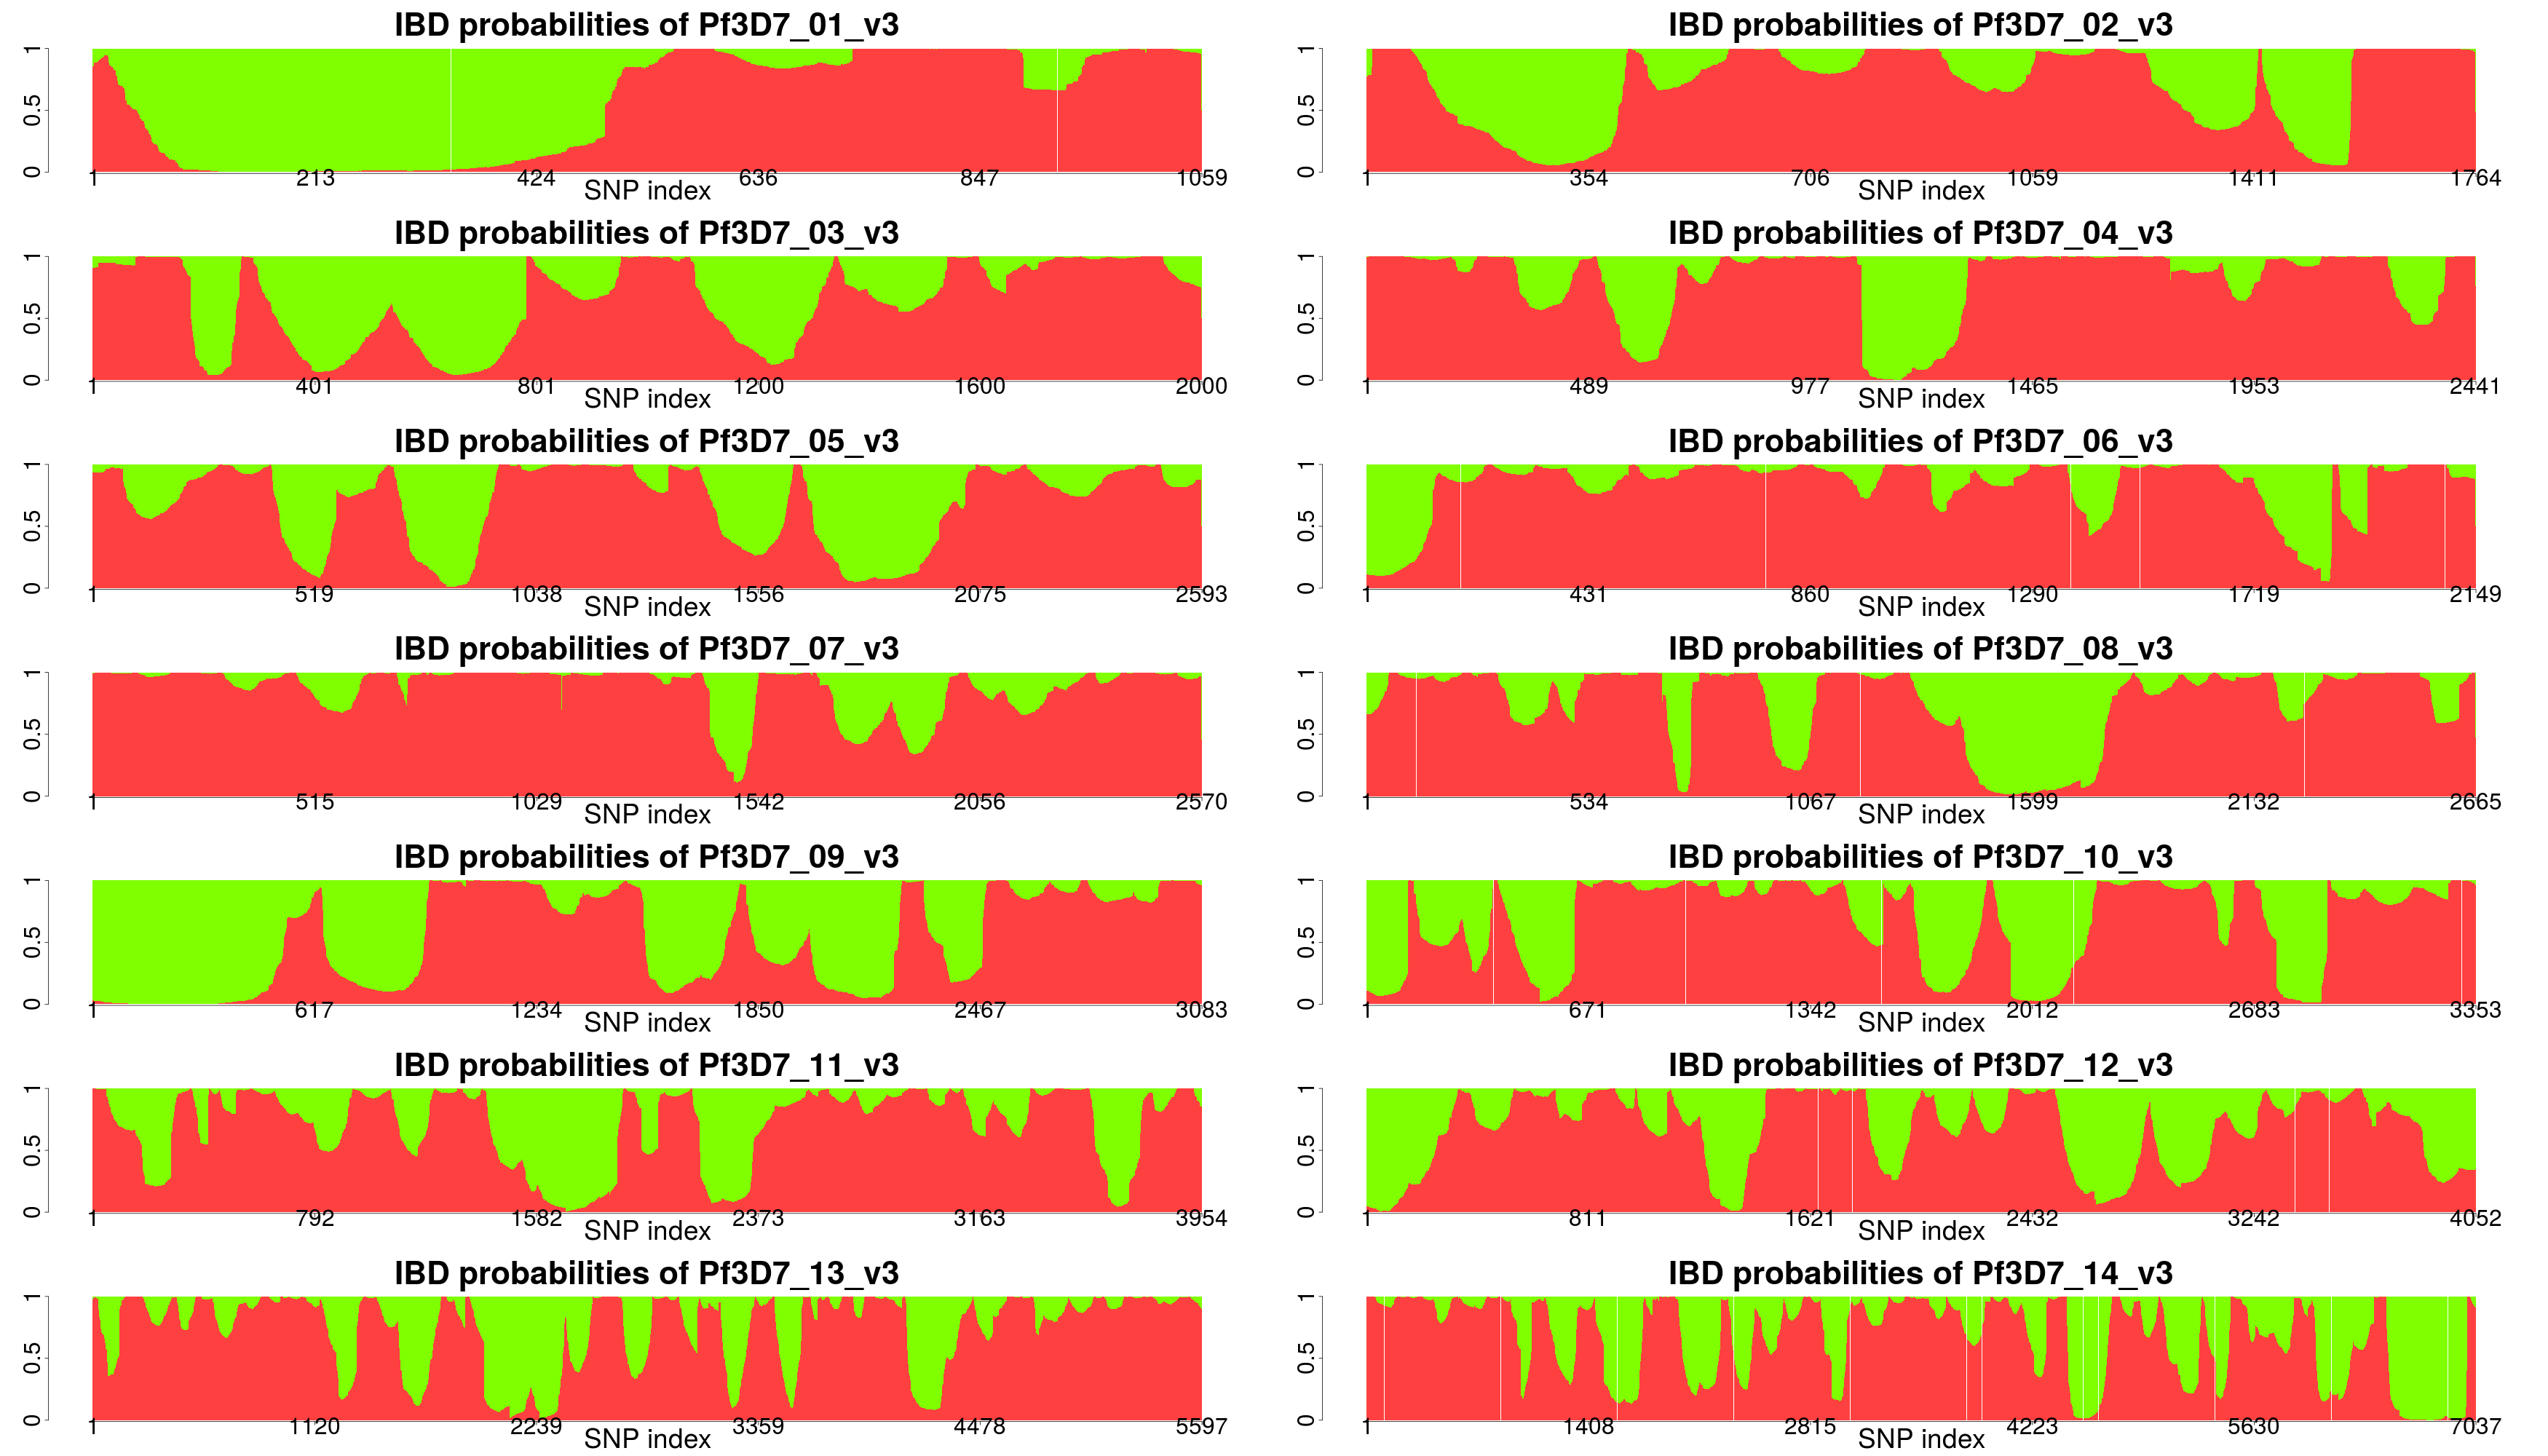 IBD probabilities of Pf3D7_01_v3
0 0.5 1
1 213 424 636 847 1059
SNP index
IBD probabilities of Pf3D7_02_v3
0 0.5 1
1 354 706 1059 1411 1764
SNP index
IBD probabilities of Pf3D7_03_v3
0 0.5 1
1 401 801 1200 1600 2000
SNP index
IBD probabilities of Pf3D7_04_v3
0 0.5 1
1 489 977 1465 1953 2441
SNP index
IBD probabilities of Pf3D7_05_v3
0 0.5 1
1 519 1038 1556 2075 2593
SNP index
IBD probabilities of Pf3D7_06_v3
0 0.5 1
1 431 860 1290 1719 2149
SNP index
IBD probabilities of Pf3D7_07_v3
0 0.5 1
1 515 1029 1542 2056 2570
SNP index
IBD probabilities of Pf3D7_08_v3
0 0.5 1
1 534 1067 1599 2132 2665
SNP index
IBD probabilities of Pf3D7_09_v3
0 0.5 1
1 617 1234 1850 2467 3083
SNP index
IBD probabilities of Pf3D7_10_v3
0 0.5 1
1 671 1342 2012 2683 3353
SNP index
IBD probabilities of Pf3D7_11_v3
0 0.5 1
1 792 1582 2373 3163 3954
SNP index
IBD probabilities of Pf3D7_12_v3
0 0.5 1
1 811 1621 2432 3242 4052
SNP index
IBD probabilities of Pf3D7_13_v3
0 0.5 1
1 1120 2239 3359 4478 5597
SNP index
IBD probabilities of Pf3D7_14_v3
0 0.5 1
1 1408 2815 4223 5630 7037
SNP index